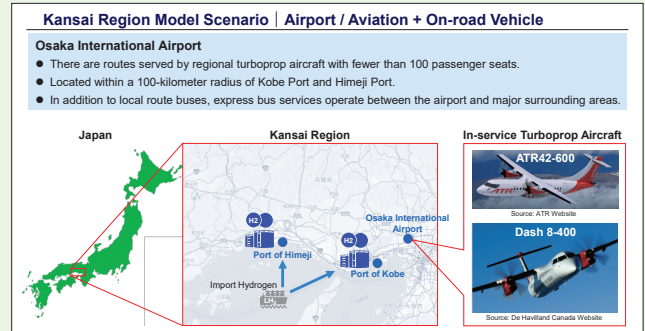 Kansai Region Model Scenario | Airport / Aviation + On-road Vehicle
Osaka International Airport
● There are routes served by regional turboprop aircraft with fewer than 100 passenger seats.
● Located within a 100-kilometer radius of Kobe Port and Himeji Port.
● In addition to local route buses, express bus services operate between the airport and major surrounding areas.
Japan
Kansai Region
In-service Turboprop Aircraft
ATR42-600
ATR
Source: ATR Website
H2
Osaka International
Airport
H2
Port of Himeji
Port of Kobe
Import Hydrogen
LH₂
Dash 8-400
Source: De Havilland Canada Website